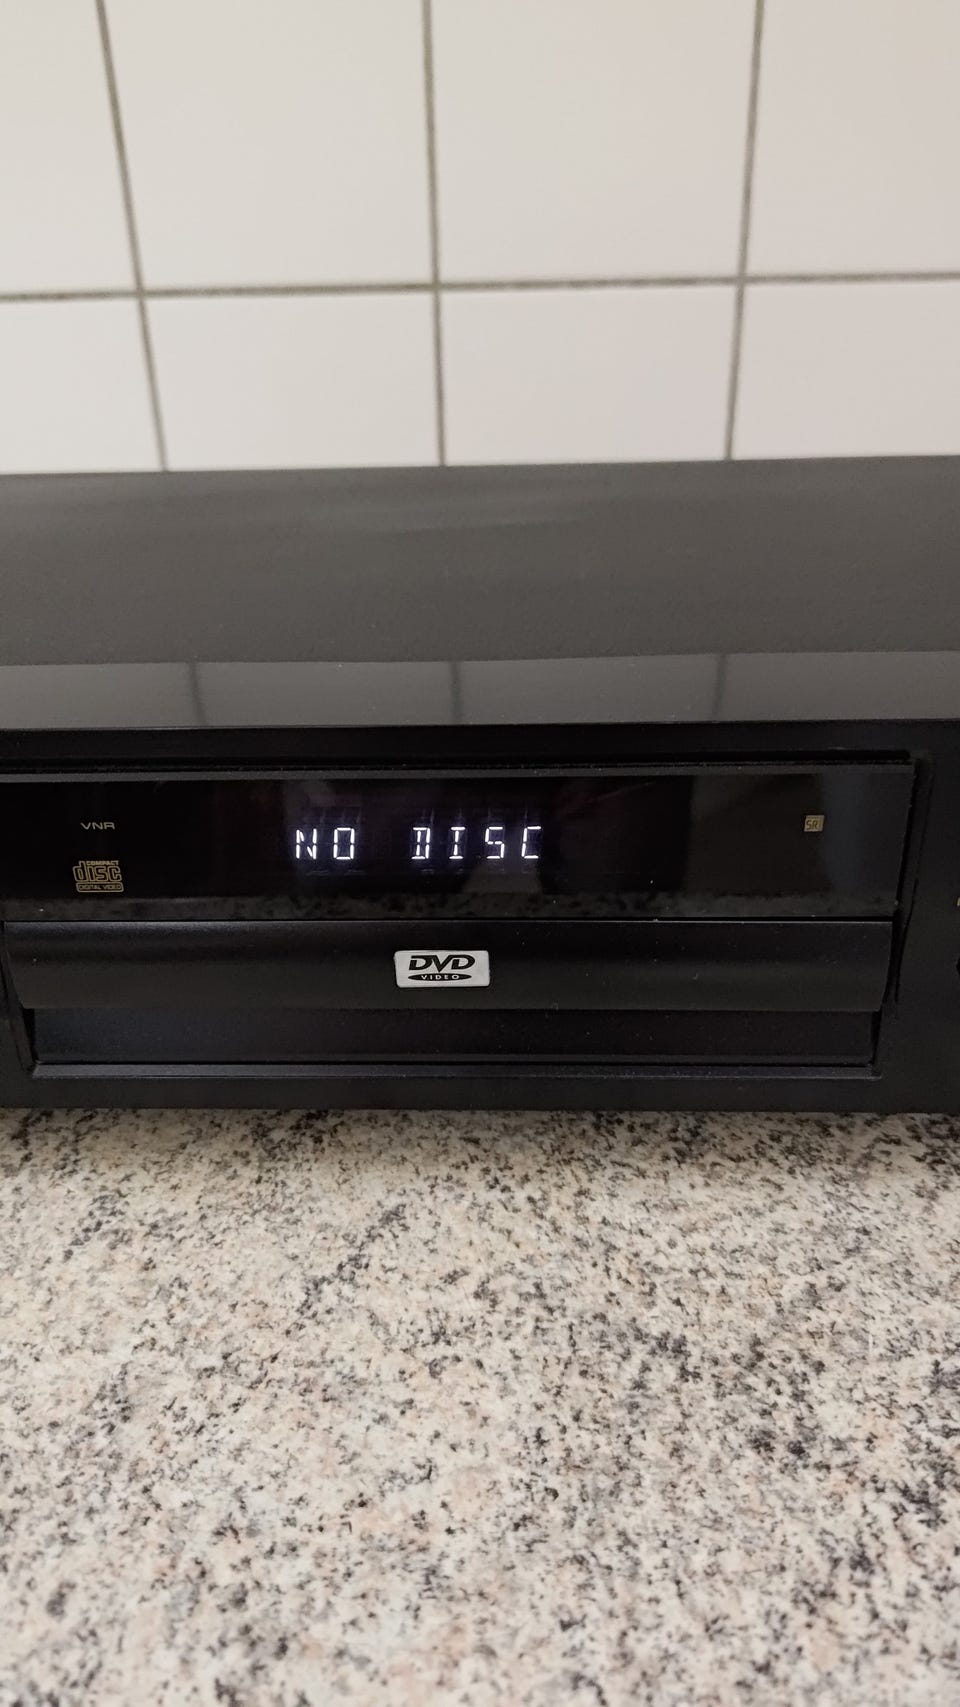 VNR
NO DISC
SR
COMPACT
disc
DIGITAL VIDEO
DVD
VIDEO